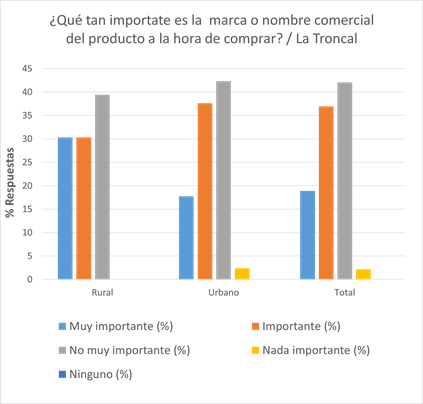 ¿Qué tan importate es la marca o nombre comercial
del producto a la hora de comprar? / La Troncal
45
40
35
30
25
20
15
10
5
0
% Respuestas
Rural Urbano Total
Muy importante (%) Importante (%)
No muy importante (%) Nada importante (%)
Ninguno (%)